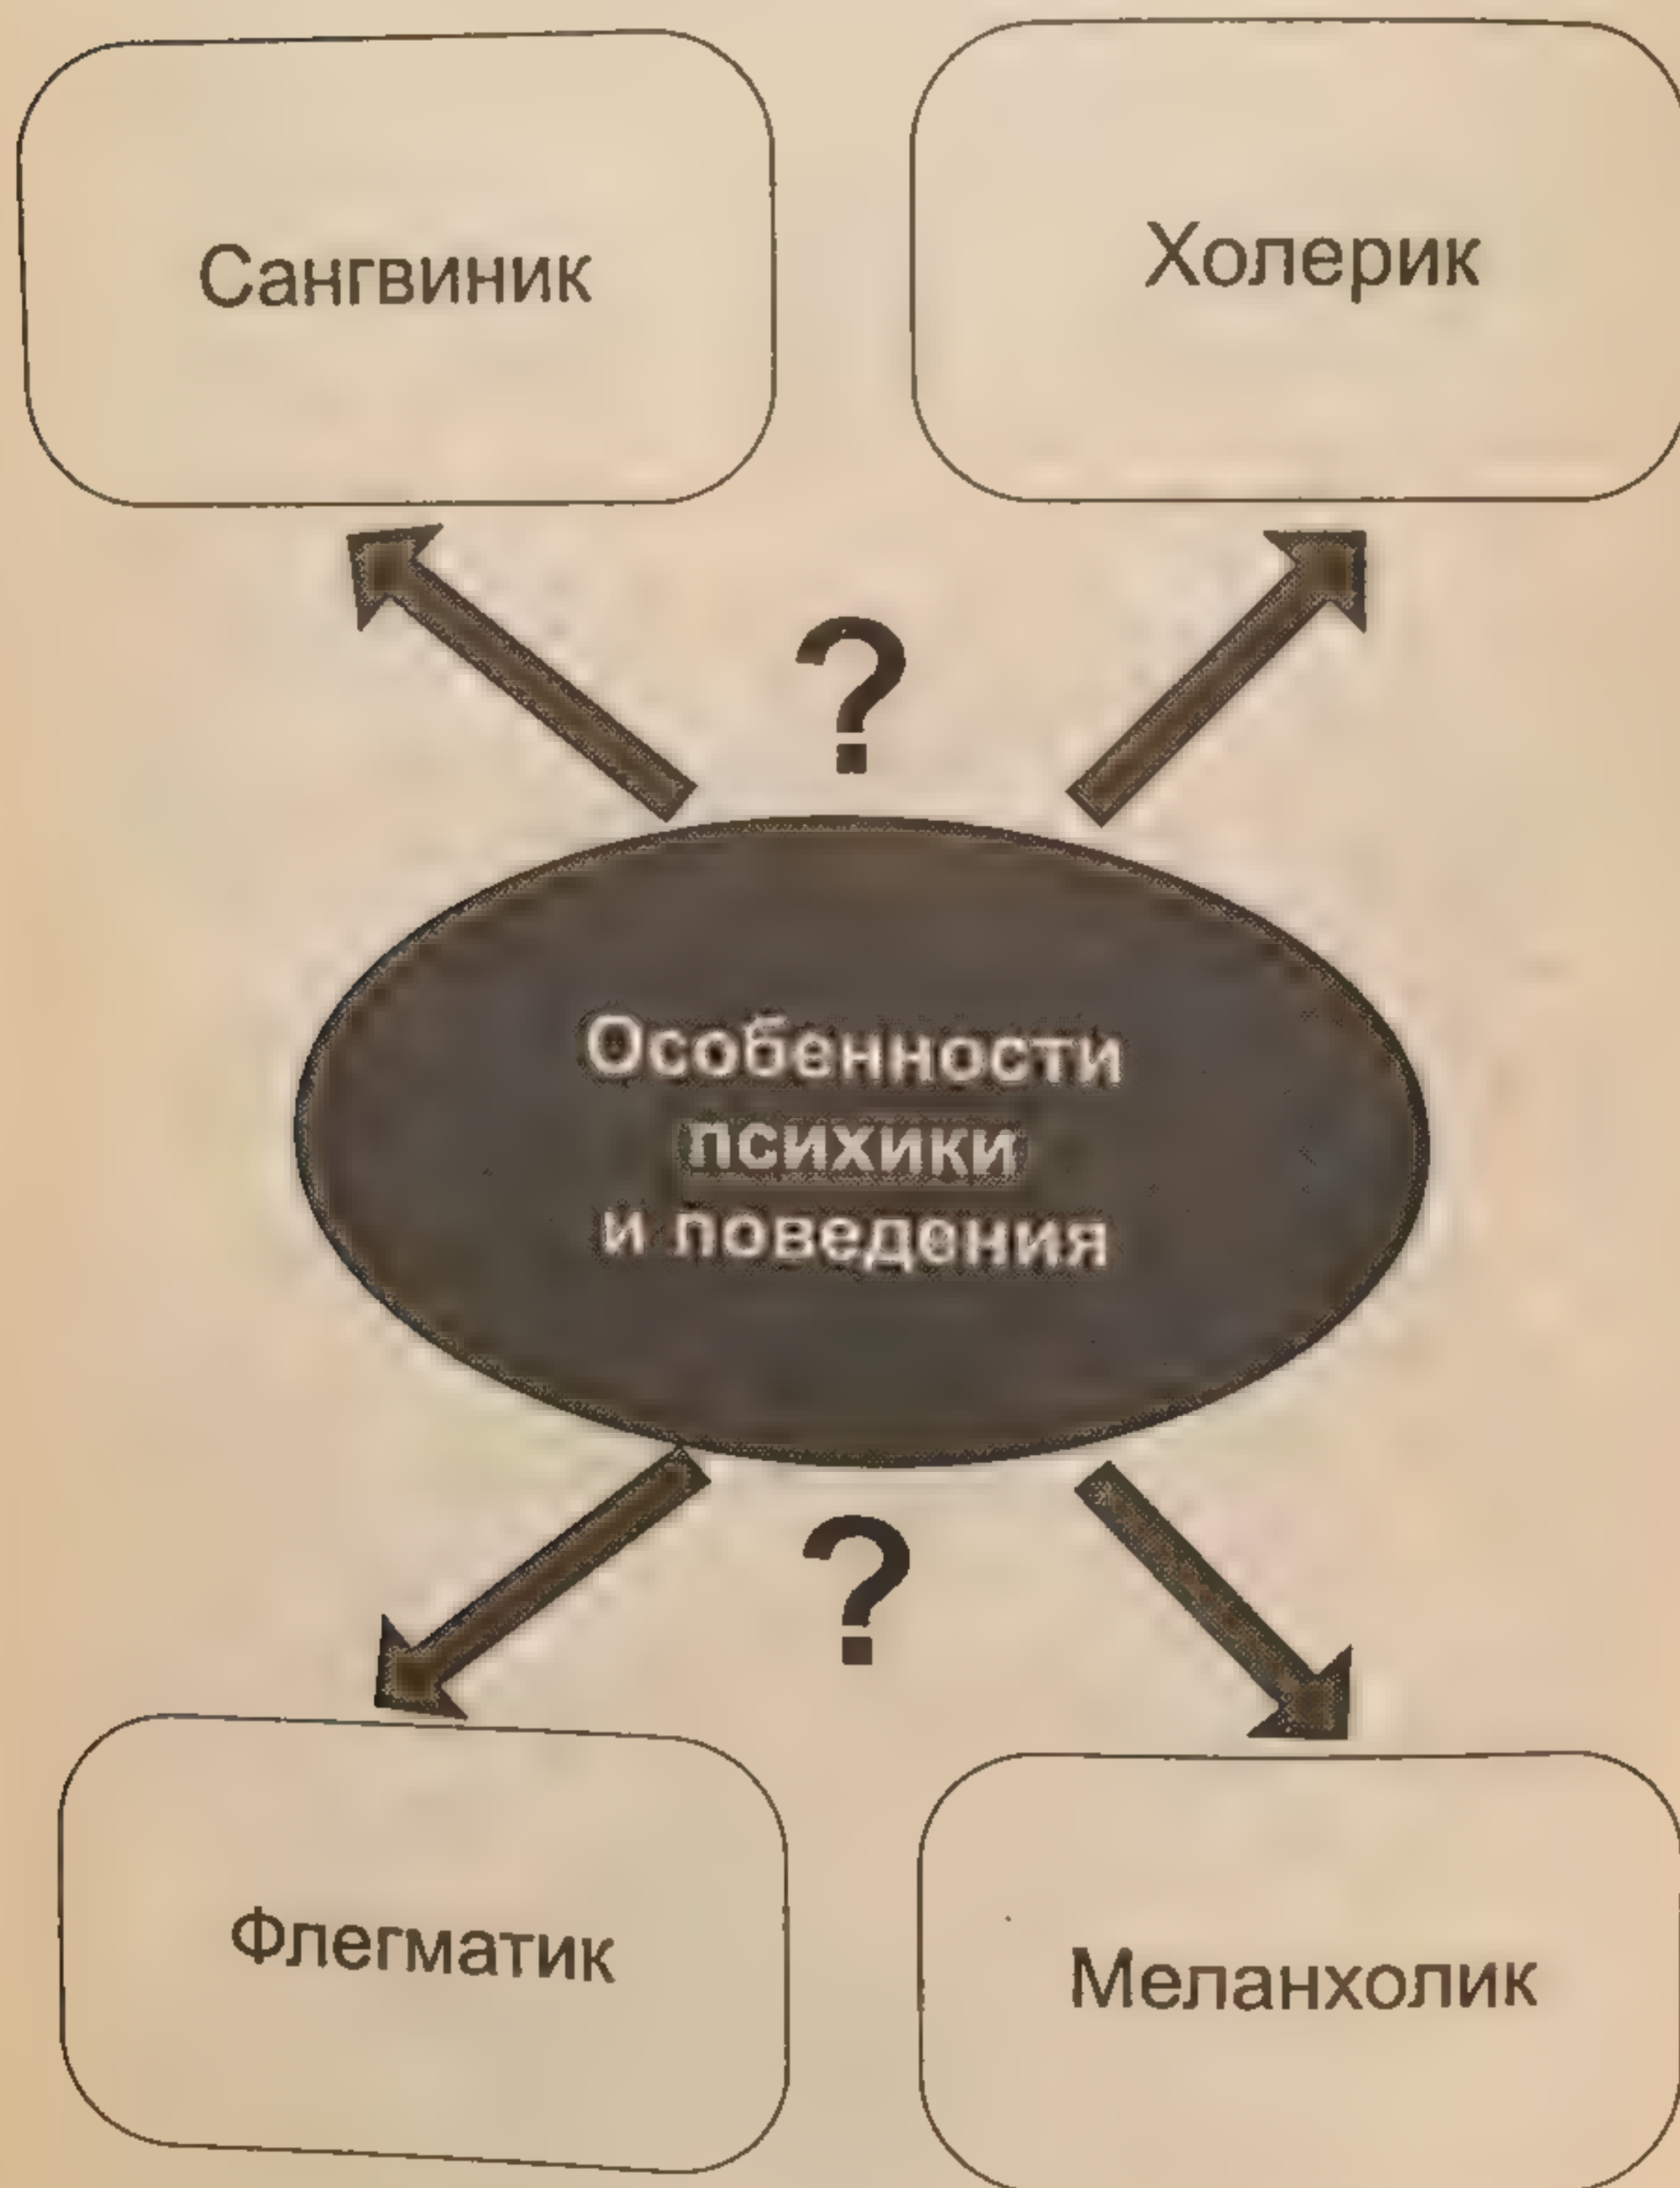 Сангвиник
Холерик
?
Особенности
психики
и поведения
?
Флегматик
Меланхолик